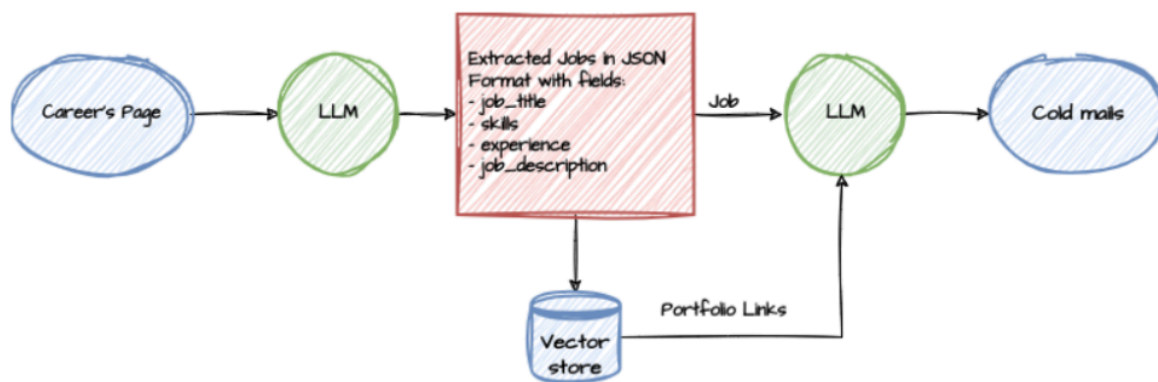 Career's Page
LLM
Extracted Jobs in JSON
Format with fields:
- job_title
- skills
- experience
- job_description
Job
LLM
Cold mails
Portfolio Links
Vector
store